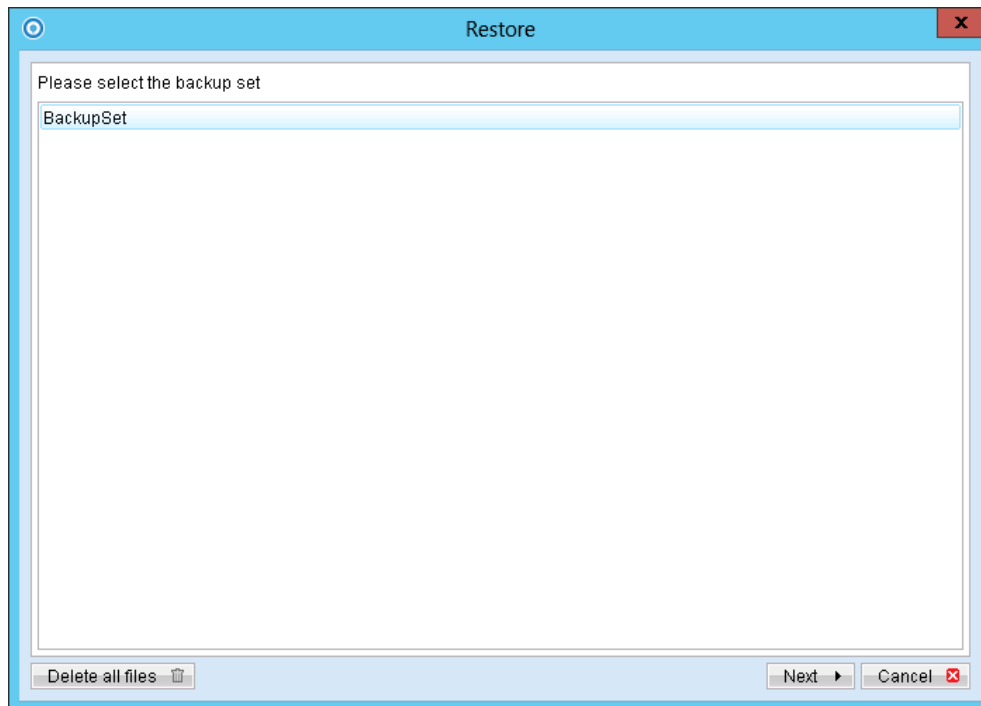 Restore
Please select the backup set
BackupSet
Delete all files
Next
Cancel